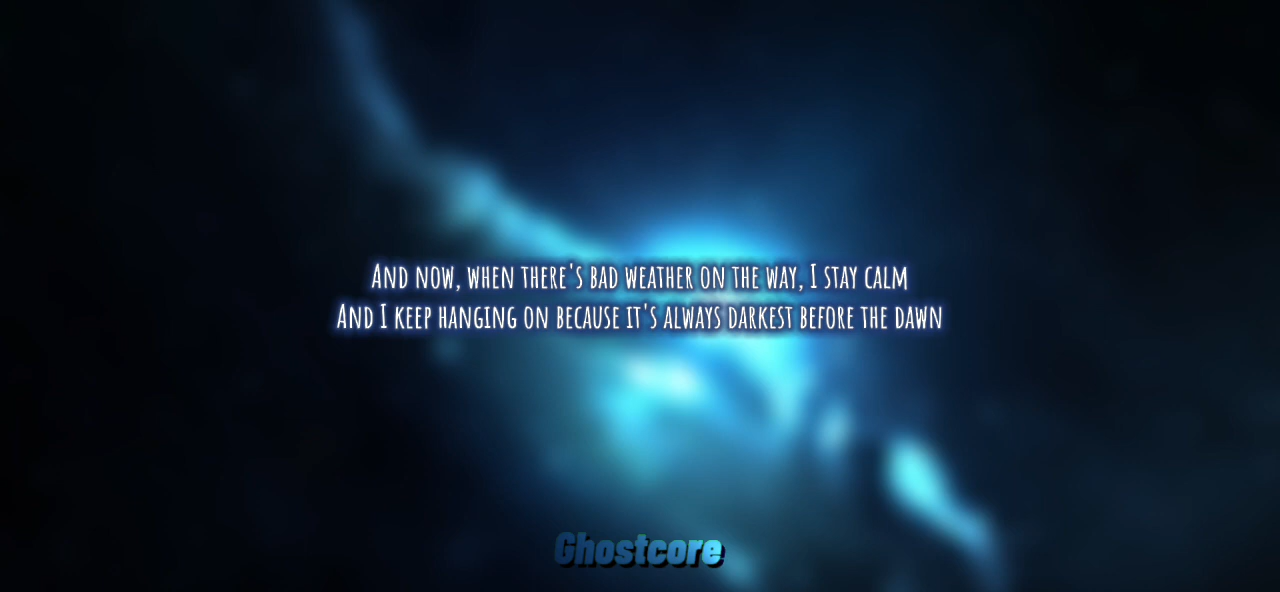 And now, when there's bad weather on the way, I stay calm
And I keep hanging on because it's always darkest before the dawn
Ghostcore